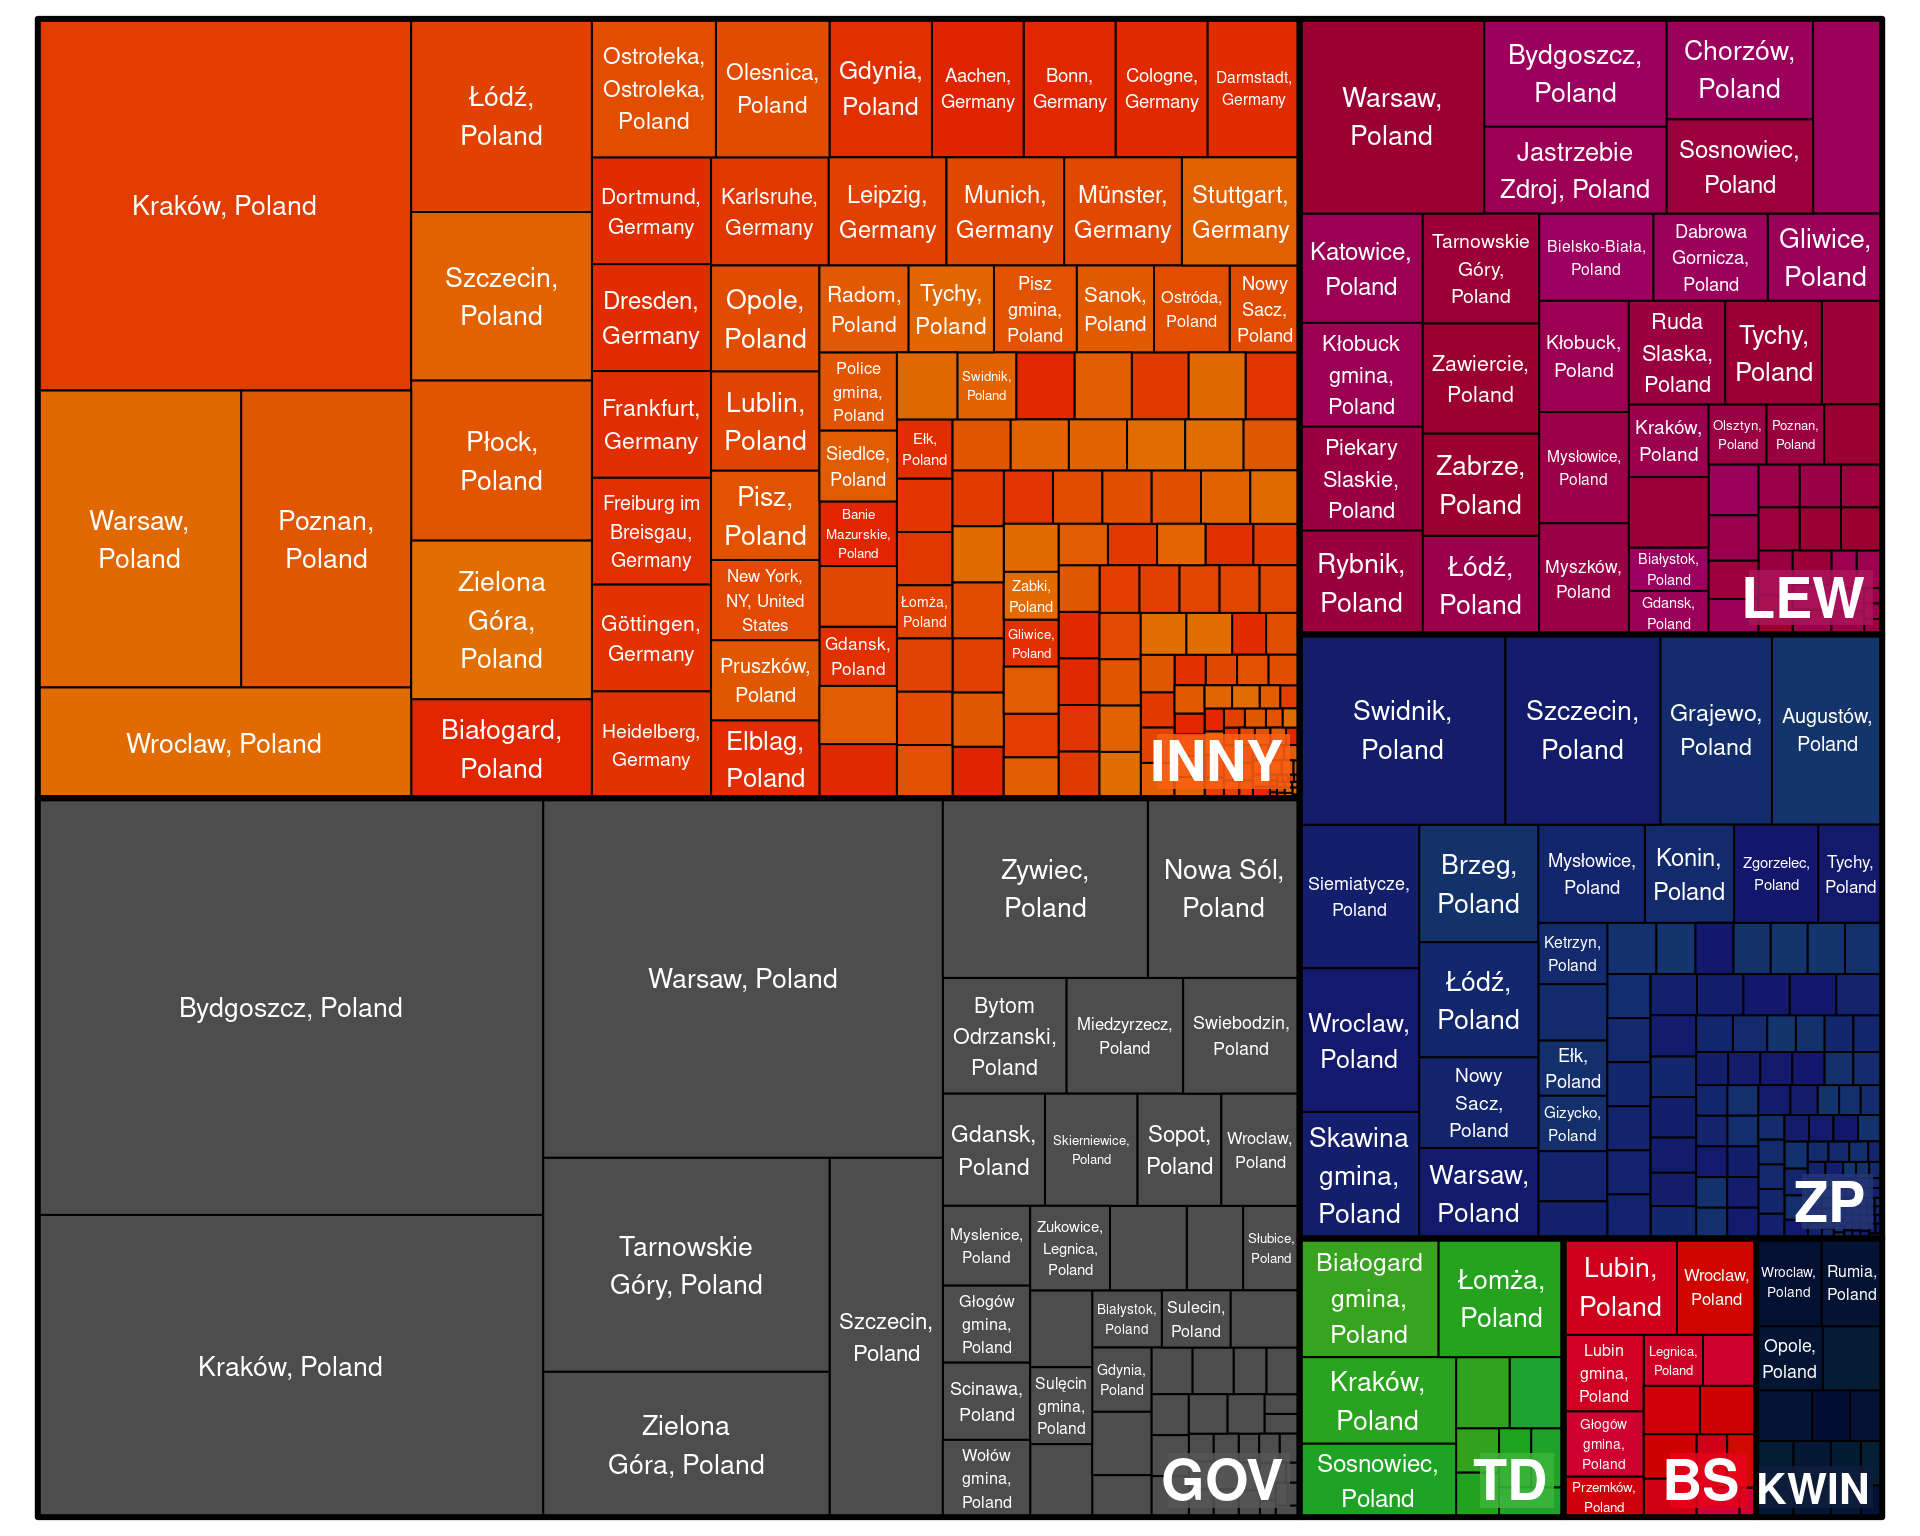 Kraków, Poland
Warsaw,
Poland
Poznan,
Poland
Wroclaw, Poland
Łódź,
Poland
Szczecin,
Poland
Płock,
Poland
Zielona
Góra,
Poland
Białogard,
Poland
Ostrołeka,
Ostroleka,
Poland
Olesnica,
Poland
Gdynia,
Poland
Aachen,
Germany
Bonn,
Germany
Cologne,
Germany
Darmstadt,
Germany
Dortmund,
Germany
Karlsruhe,
Germany
Leipzig,
Germany
Munich,
Germany
Münster,
Germany
Stuttgart,
Germany
Dresden,
Germany
Frankfurt,
Germany
Freiburg im
Breisgau,
Germany
Göttingen,
Germany
Heidelberg,
Germany
Opole,
Poland
Lublin,
Poland
Pisz,
Poland
New York,
NY, United
States
Pruszków,
Poland
Elblag,
Poland
Radom,
Poland
Tychy,
Poland
Pisz
gmina,
Poland
Sanok,
Poland
Ostróda,
Poland
Nowy
Sacz,
Poland
Police
gmina,
Poland
Siedlce,
Poland
Banie
Mazurskie,
Poland
Gdansk,
Poland
Swidnik,
Poland
Ełk,
Poland
Łomża,
Poland
Zabki,
Poland
Gliwice,
Poland
INNY
Warsaw,
Poland
Bydgoszcz,
Poland
Jastrzebie
Zdroj, Poland
Chorzów,
Poland
Sosnowiec,
Poland
Katowice,
Poland
Kłobuck
gmina,
Poland
Piekary
Slaskie,
Poland
Rybnik,
Poland
Tarnowskie
Góry,
Poland
Zawiercie,
Poland
Zabrze,
Poland
Łódź,
Poland
Bielsko-Biała,
Poland
Dabrowa
Gornicza,
Poland
Gliwice,
Poland
Kłobuck,
Poland
Mysłowice,
Poland
Myszków,
Poland
Ruda
Slaska,
Poland
Tychy,
Poland
Kraków,
Poland
Olsztyn,
Poland
Poznan,
Poland
Białystok,
Poland
Gdansk,
Poland
LEW
Bydgoszcz, Poland
Kraków, Poland
Warsaw, Poland
Tarnowskie
Góry, Poland
Zielona
Góra, Poland
Szczecin,
Poland
Zywiec,
Poland
Nowa Sól,
Poland
Bytom
Odrzanski,
Poland
Miedzyrzecz,
Poland
Swiebodzin,
Poland
Gdansk,
Poland
Skierniewice,
Poland
Sopot,
Poland
Wroclaw,
Poland
Myslenice,
Poland
Głogów
gmina,
Poland
Scinawa,
Poland
Wołów
gmina,
Poland
Zukowice,
Legnica,
Poland
Słubice,
Poland
Sulęcin
gmina,
Poland
Białystok,
Poland
Sulecin,
Poland
Gdynia,
Poland
GOV
Swidnik,
Poland
Szczecin,
Poland
Grajewo,
Poland
Augustów,
Poland
Siemiatycze,
Poland
Wroclaw,
Poland
Skawina
gmina,
Poland
Brzeg,
Poland
Łódź,
Poland
Nowy
Sacz,
Poland
Warsaw,
Poland
Mysłowice,
Poland
Konin,
Poland
Zgorzelec,
Poland
Tychy,
Poland
Ketrzyn,
Poland
Ełk,
Poland
Gizycko,
Poland
ZP
Białogard
gmina,
Poland
Łomża,
Poland
Kraków,
Poland
Sosnowiec,
Poland
TD
Lubin,
Poland
Wroclaw,
Poland
Lubin
gmina,
Poland
Legnica,
Poland
Głogów
gmina,
Poland
Przemków,
Poland
BS
Wroclaw,
Poland
Rumia,
Poland
Opole,
Poland
KWIN